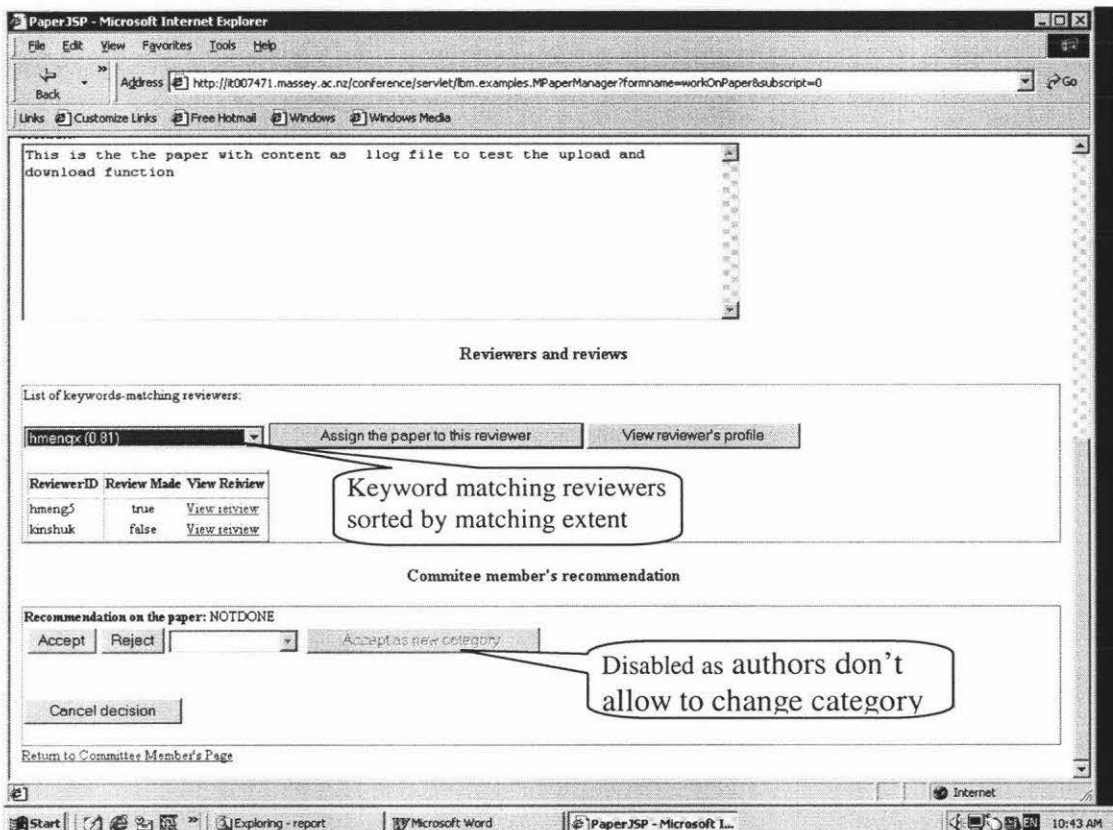 PaperJSP - Microsoft Internet Explorer
File Edit View Favorites Tools Help
Back » Address http://it007471.massey.ac.nz/conference/servlet/lbm.examples.MPaperManager?formname=workOnPaper&subscript=0 Go
Links Customize Links Free Hotmail Windows Windows Media
This is the the paper with content as llog file to test the upload and
download function
Reviewers and reviews
List of keywords-matching reviewers:
hmengx (0.81) Assign the paper to this reviewer View reviewer's profile
Keyword matching reviewers
sorted by matching extent
ReviewerID Review Made View Reiview
hmeng5 true View reiview
kinshuk false View reiview
Commitee member's recommendation
Recommendation on the paper: NOTDONE
Accept Reject Accept as new category
Disabled as authors don't
allow to change category
Cancel decision
Return to Committee Member's Page
Internet
Start » Exploring - report Microsoft Word PaperJSP - Microsoft I... EN 10:43 AM